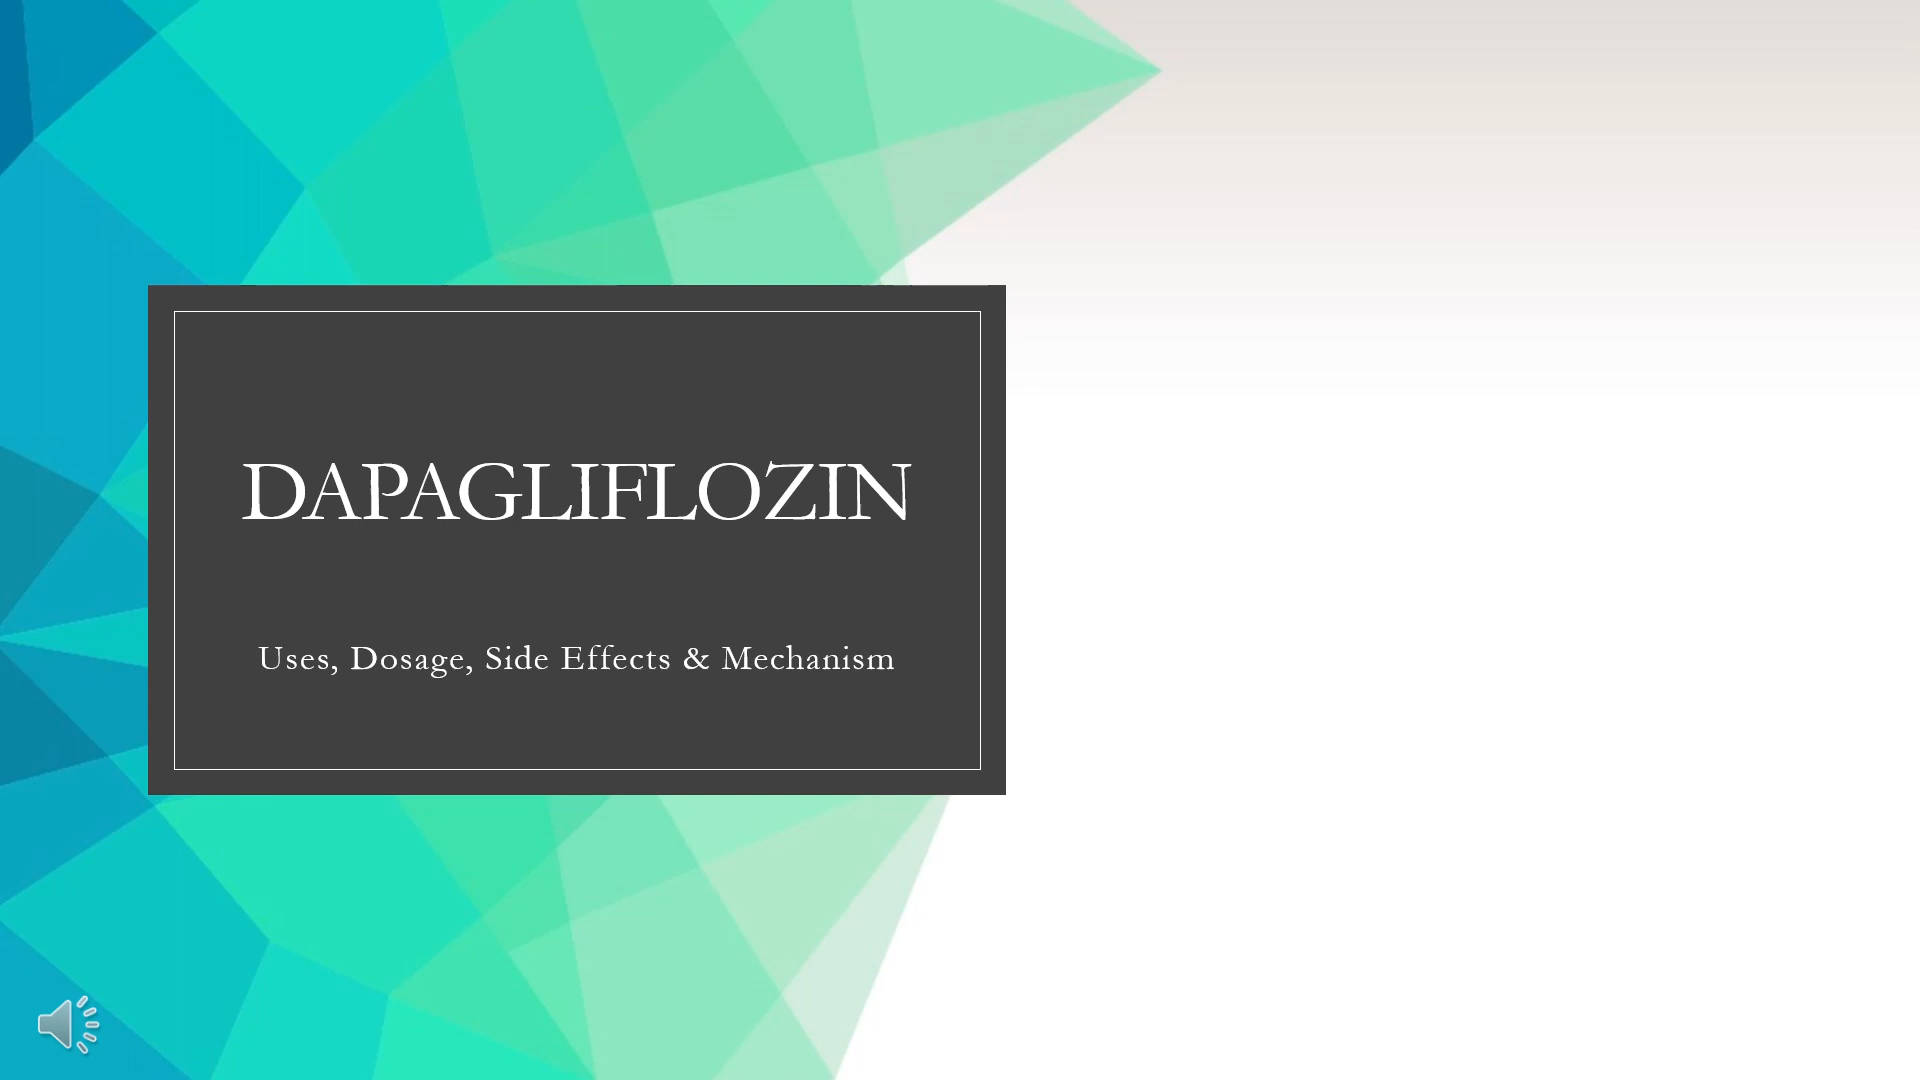 DAPAGLIFLOZIN
Uses, Dosage, Side Effects & Mechanism